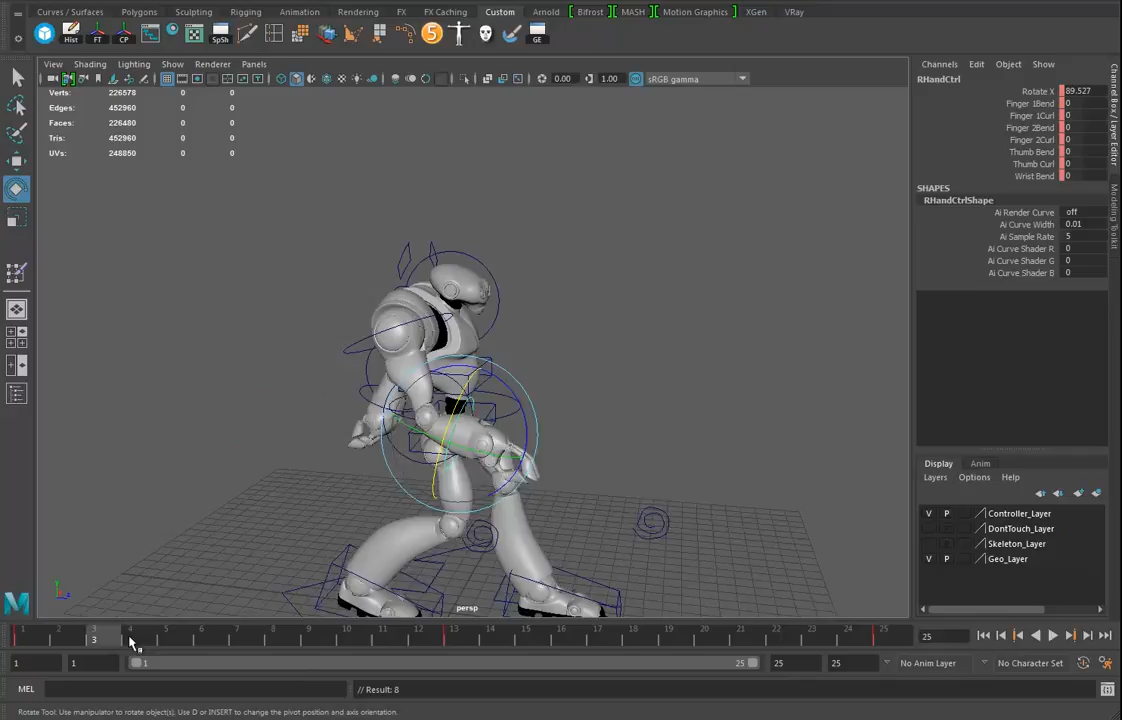 Curves / Surfaces Polygons Sculpting Rigging Animation Rendering FX FX Caching Custom Arnold Bifrost MASH Motion Graphics XGen VRay
Hist FT CP SpSh 5 GE
View Shading Lighting Show Renderer Panels
0.00 1.00 sRGB gamma
Verts: 226578 0 0
Edges: 452960 0 0
Faces: 226480 0 0
Tris: 452960 0 0
UVs: 248850 0 0
persp
Channels Edit Object Show
RHandCtrl
Rotate X 89.527
Finger 1Bend 0
Finger 1Curl 0
Finger 2Bend 0
Finger 2Curl 0
Thumb Bend 0
Thumb Curl 0
Wrist Bend 0
SHAPES
RHandCtrlShape
Ai Render Curve off
Ai Curve Width 0.01
Ai Sample Rate 5
Ai Curve Shader R 0
Ai Curve Shader G 0
Ai Curve Shader B 0
Channel Box / Layer Editor
Modeling Toolkit
Display Anim
Layers Options Help
V P Controller_Layer
DontTouch_Layer
Skeleton_Layer
V P Geo_Layer
1 2 3 4 5 6 7 8 9 10 11 12 13 14 15 16 17 18 19 20 21 22 23 24 25
3
25
1 1 1 25 25 25 No Anim Layer No Character Set
MEL // Result: 8
Rotate Tool: Use manipulator to rotate object(s). Use D or INSERT to change the pivot position and axis orientation.